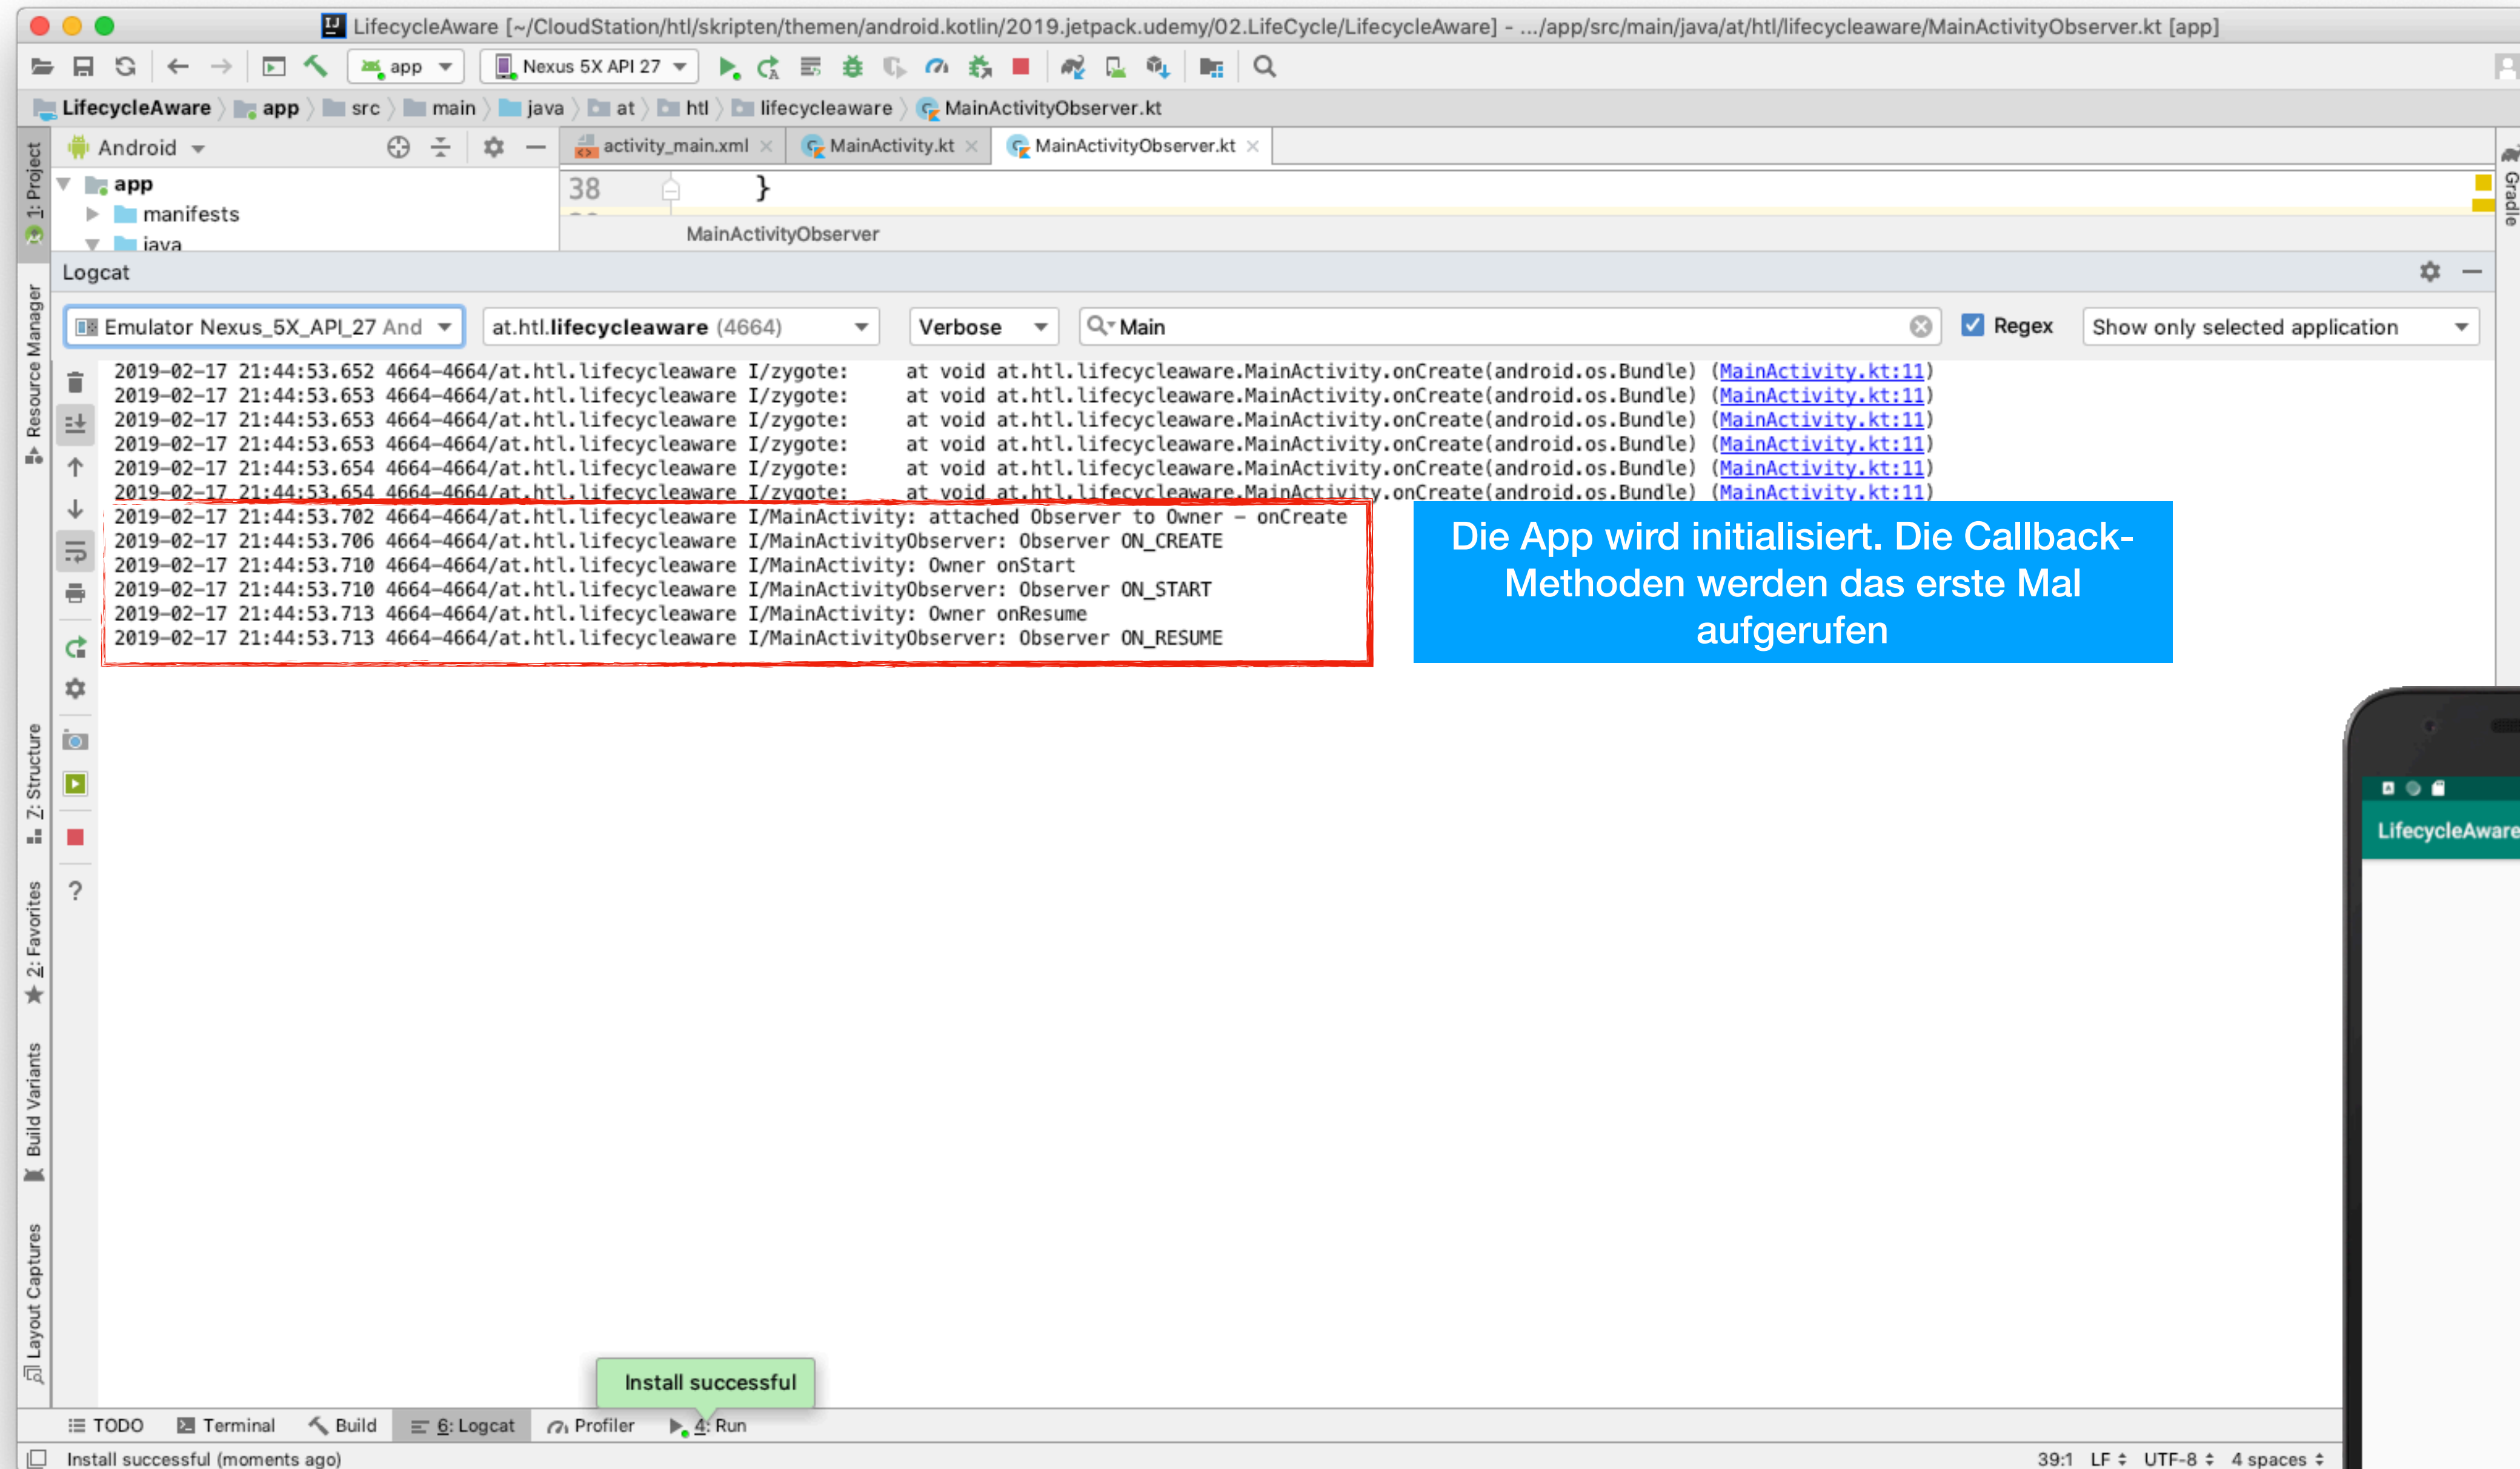 LifecycleAware [~/CloudStation/htl/skripten/themen/android.kotlin/2019.jetpack.udemy/02.LifeCycle/LifecycleAware] - .../app/src/main/java/at/htl/lifecycleaware/MainActivityObserver.kt [app]
app
Nexus 5X API 27
LifecycleAware app src main java at htl lifecycleaware MainActivityObserver.kt
1: Project
Android
activity_main.xml
MainActivity.kt
MainActivityObserver.kt
Gradle
app
manifests
java
38 }
MainActivityObserver
Logcat
Resource Manager
Emulator Nexus_5X_API_27 And
at.htl.lifecycleaware (4664)
Verbose
Main
Regex
Show only selected application
2019-02-17 21:44:53.652 4664-4664/at.htl.lifecycleaware I/zygote:     at void at.htl.lifecycleaware.MainActivity.onCreate(android.os.Bundle) (MainActivity.kt:11)
2019-02-17 21:44:53.653 4664-4664/at.htl.lifecycleaware I/zygote:     at void at.htl.lifecycleaware.MainActivity.onCreate(android.os.Bundle) (MainActivity.kt:11)
2019-02-17 21:44:53.653 4664-4664/at.htl.lifecycleaware I/zygote:     at void at.htl.lifecycleaware.MainActivity.onCreate(android.os.Bundle) (MainActivity.kt:11)
2019-02-17 21:44:53.653 4664-4664/at.htl.lifecycleaware I/zygote:     at void at.htl.lifecycleaware.MainActivity.onCreate(android.os.Bundle) (MainActivity.kt:11)
2019-02-17 21:44:53.654 4664-4664/at.htl.lifecycleaware I/zygote:     at void at.htl.lifecycleaware.MainActivity.onCreate(android.os.Bundle) (MainActivity.kt:11)
2019-02-17 21:44:53.654 4664-4664/at.htl.lifecycleaware I/zygote:     at void at.htl.lifecycleaware.MainActivity.onCreate(android.os.Bundle) (MainActivity.kt:11)
2019-02-17 21:44:53.702 4664-4664/at.htl.lifecycleaware I/MainActivity: attached Observer to Owner – onCreate
2019-02-17 21:44:53.706 4664-4664/at.htl.lifecycleaware I/MainActivityObserver: Observer ON_CREATE
2019-02-17 21:44:53.710 4664-4664/at.htl.lifecycleaware I/MainActivity: Owner onStart
2019-02-17 21:44:53.710 4664-4664/at.htl.lifecycleaware I/MainActivityObserver: Observer ON_START
2019-02-17 21:44:53.713 4664-4664/at.htl.lifecycleaware I/MainActivity: Owner onResume
2019-02-17 21:44:53.713 4664-4664/at.htl.lifecycleaware I/MainActivityObserver: Observer ON_RESUME
Die App wird initialisiert. Die Callback-
Methoden werden das erste Mal
aufgerufen
Z: Structure
2: Favorites
Build Variants
Layout Captures
LifecycleAware
Install successful
TODO
Terminal
Build
6: Logcat
Profiler
4: Run
Install successful (moments ago)
39:1 LF UTF-8 4 spaces